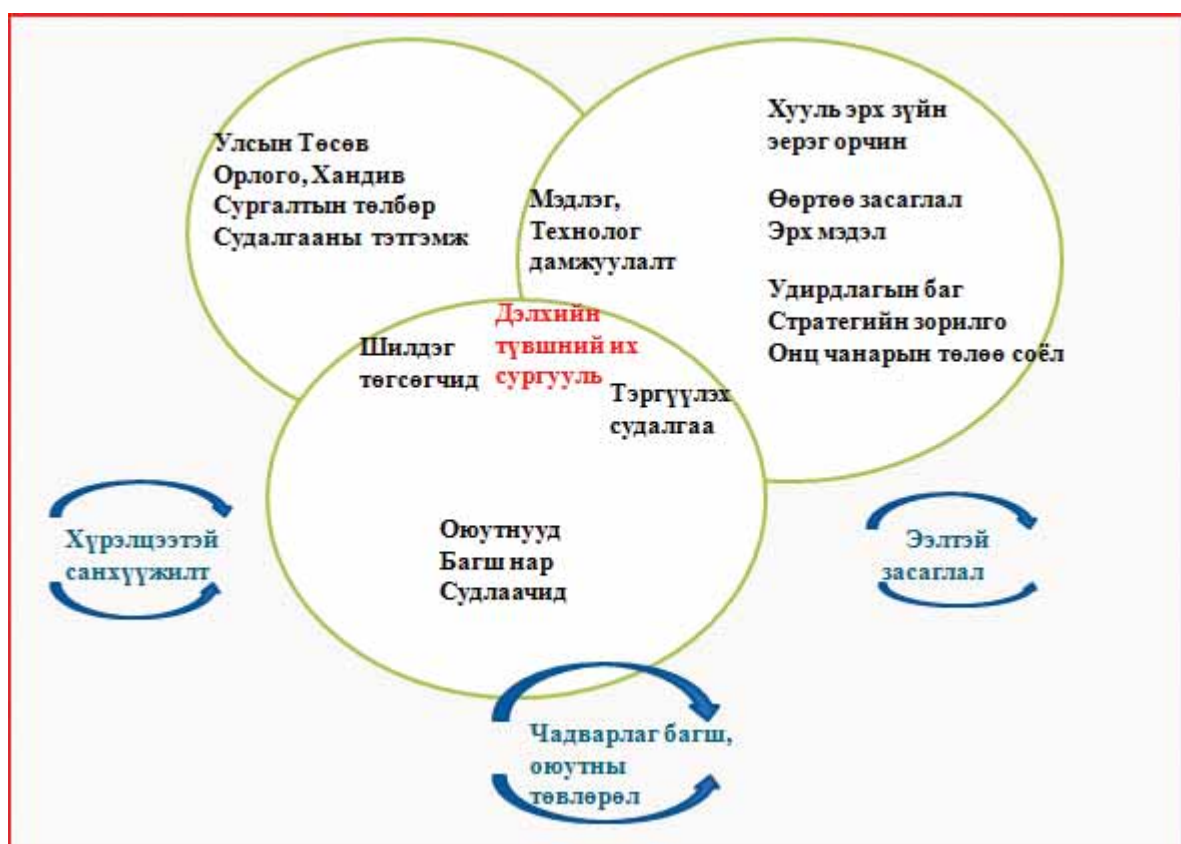 Улсын Төсөв
Орлого, Хандив
Сургалтын төлбөр
Судалгааны тэтгэмж
Хууль эрх зүйн
эерэг орчин
Өөртөө засаглал
Эрх мэдэл
Удирдлагын баг
Стратегийн зорилго
Онц чанарын төлөө соёл
Мэдлэг,
Технолог
дамжуулалт
Дэлхийн
түвшний их
сургууль
Шилдэг
төгсөгчид
Тэргүүлэх
судалгаа
Оюутнууд
Багш нар
Судлаачид
Хүрэлцээтэй
санхүүжилт
Ээлтэй
засаглал
Чадварлаг багш,
оюутны
төвлөрөл